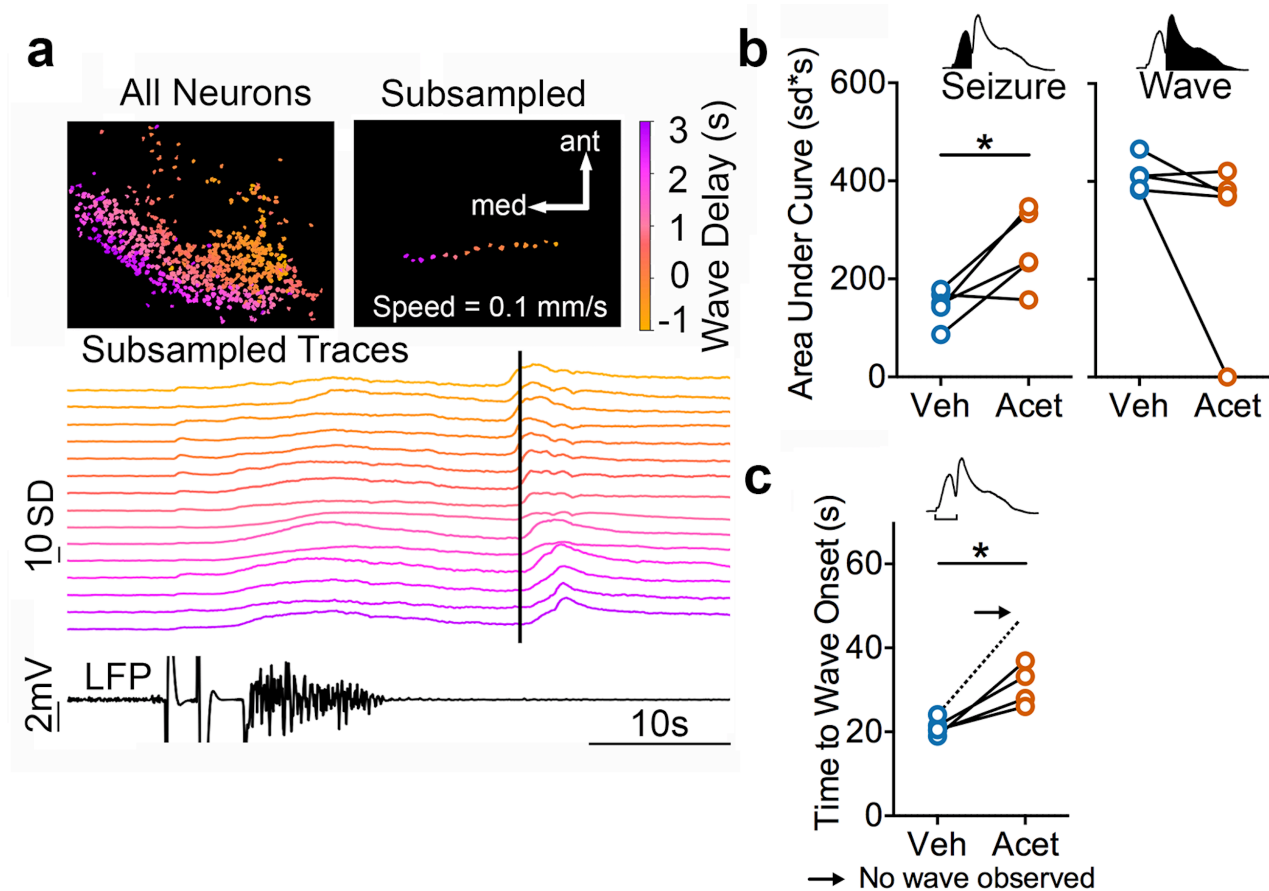 a
All Neurons
Subsampled
ant
med
Speed = 0.1 mm/s
3
2
1
0
-1
Wave Delay (s)
Subsampled Traces
10 SD
2mV
LFP
10s
b
Area Under Curve (sd*s)
600
400
200
0
Seizure
Wave
*
Veh Acet
Veh Acet
c
Time to Wave Onset (s)
60
40
20
0
*
Veh Acet
→ No wave observed